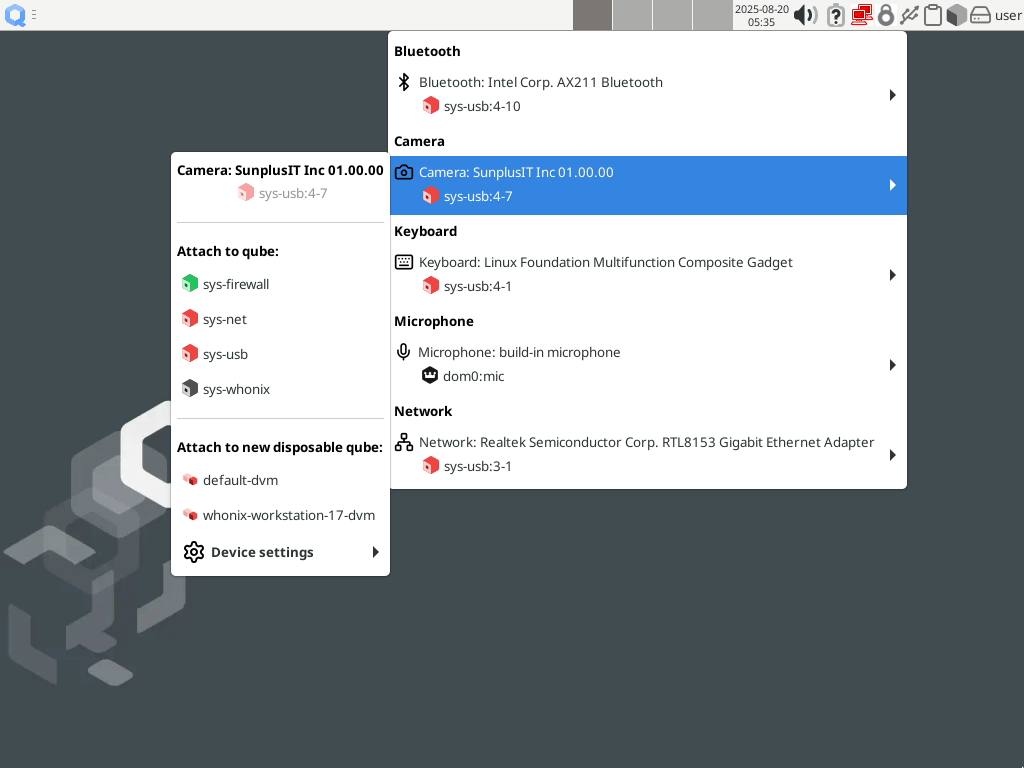 2025-08-20
05:35
user
Bluetooth
Bluetooth: Intel Corp. AX211 Bluetooth
sys-usb:4-10
Camera
Camera: SunplusIT Inc 01.00.00
sys-usb:4-7
Keyboard
Keyboard: Linux Foundation Multifunction Composite Gadget
sys-usb:4-1
Microphone
Microphone: build-in microphone
dom0:mic
Network
Network: Realtek Semiconductor Corp. RTL8153 Gigabit Ethernet Adapter
sys-usb:3-1
Camera: SunplusIT Inc 01.00.00
sys-usb:4-7
Attach to qube:
sys-firewall
sys-net
sys-usb
sys-whonix
Attach to new disposable qube:
default-dvm
whonix-workstation-17-dvm
Device settings